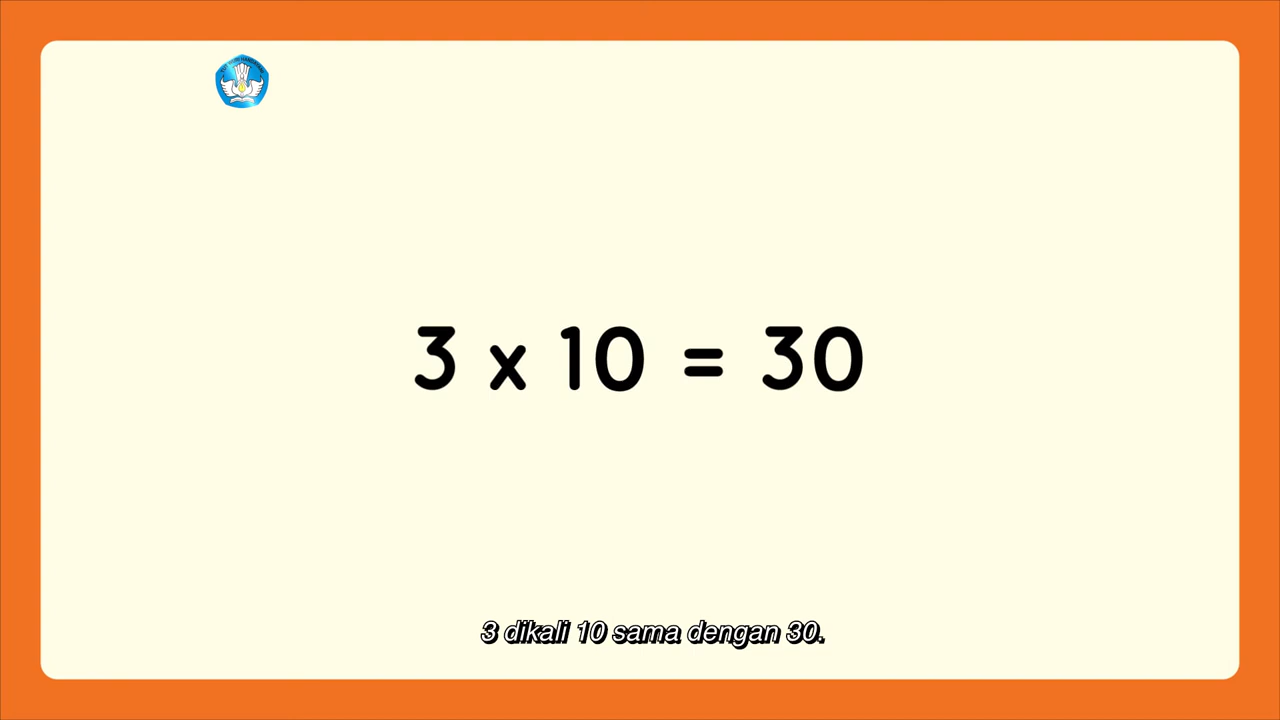 3 x 10 = 30
3 dikali 10 sama dengan 30.